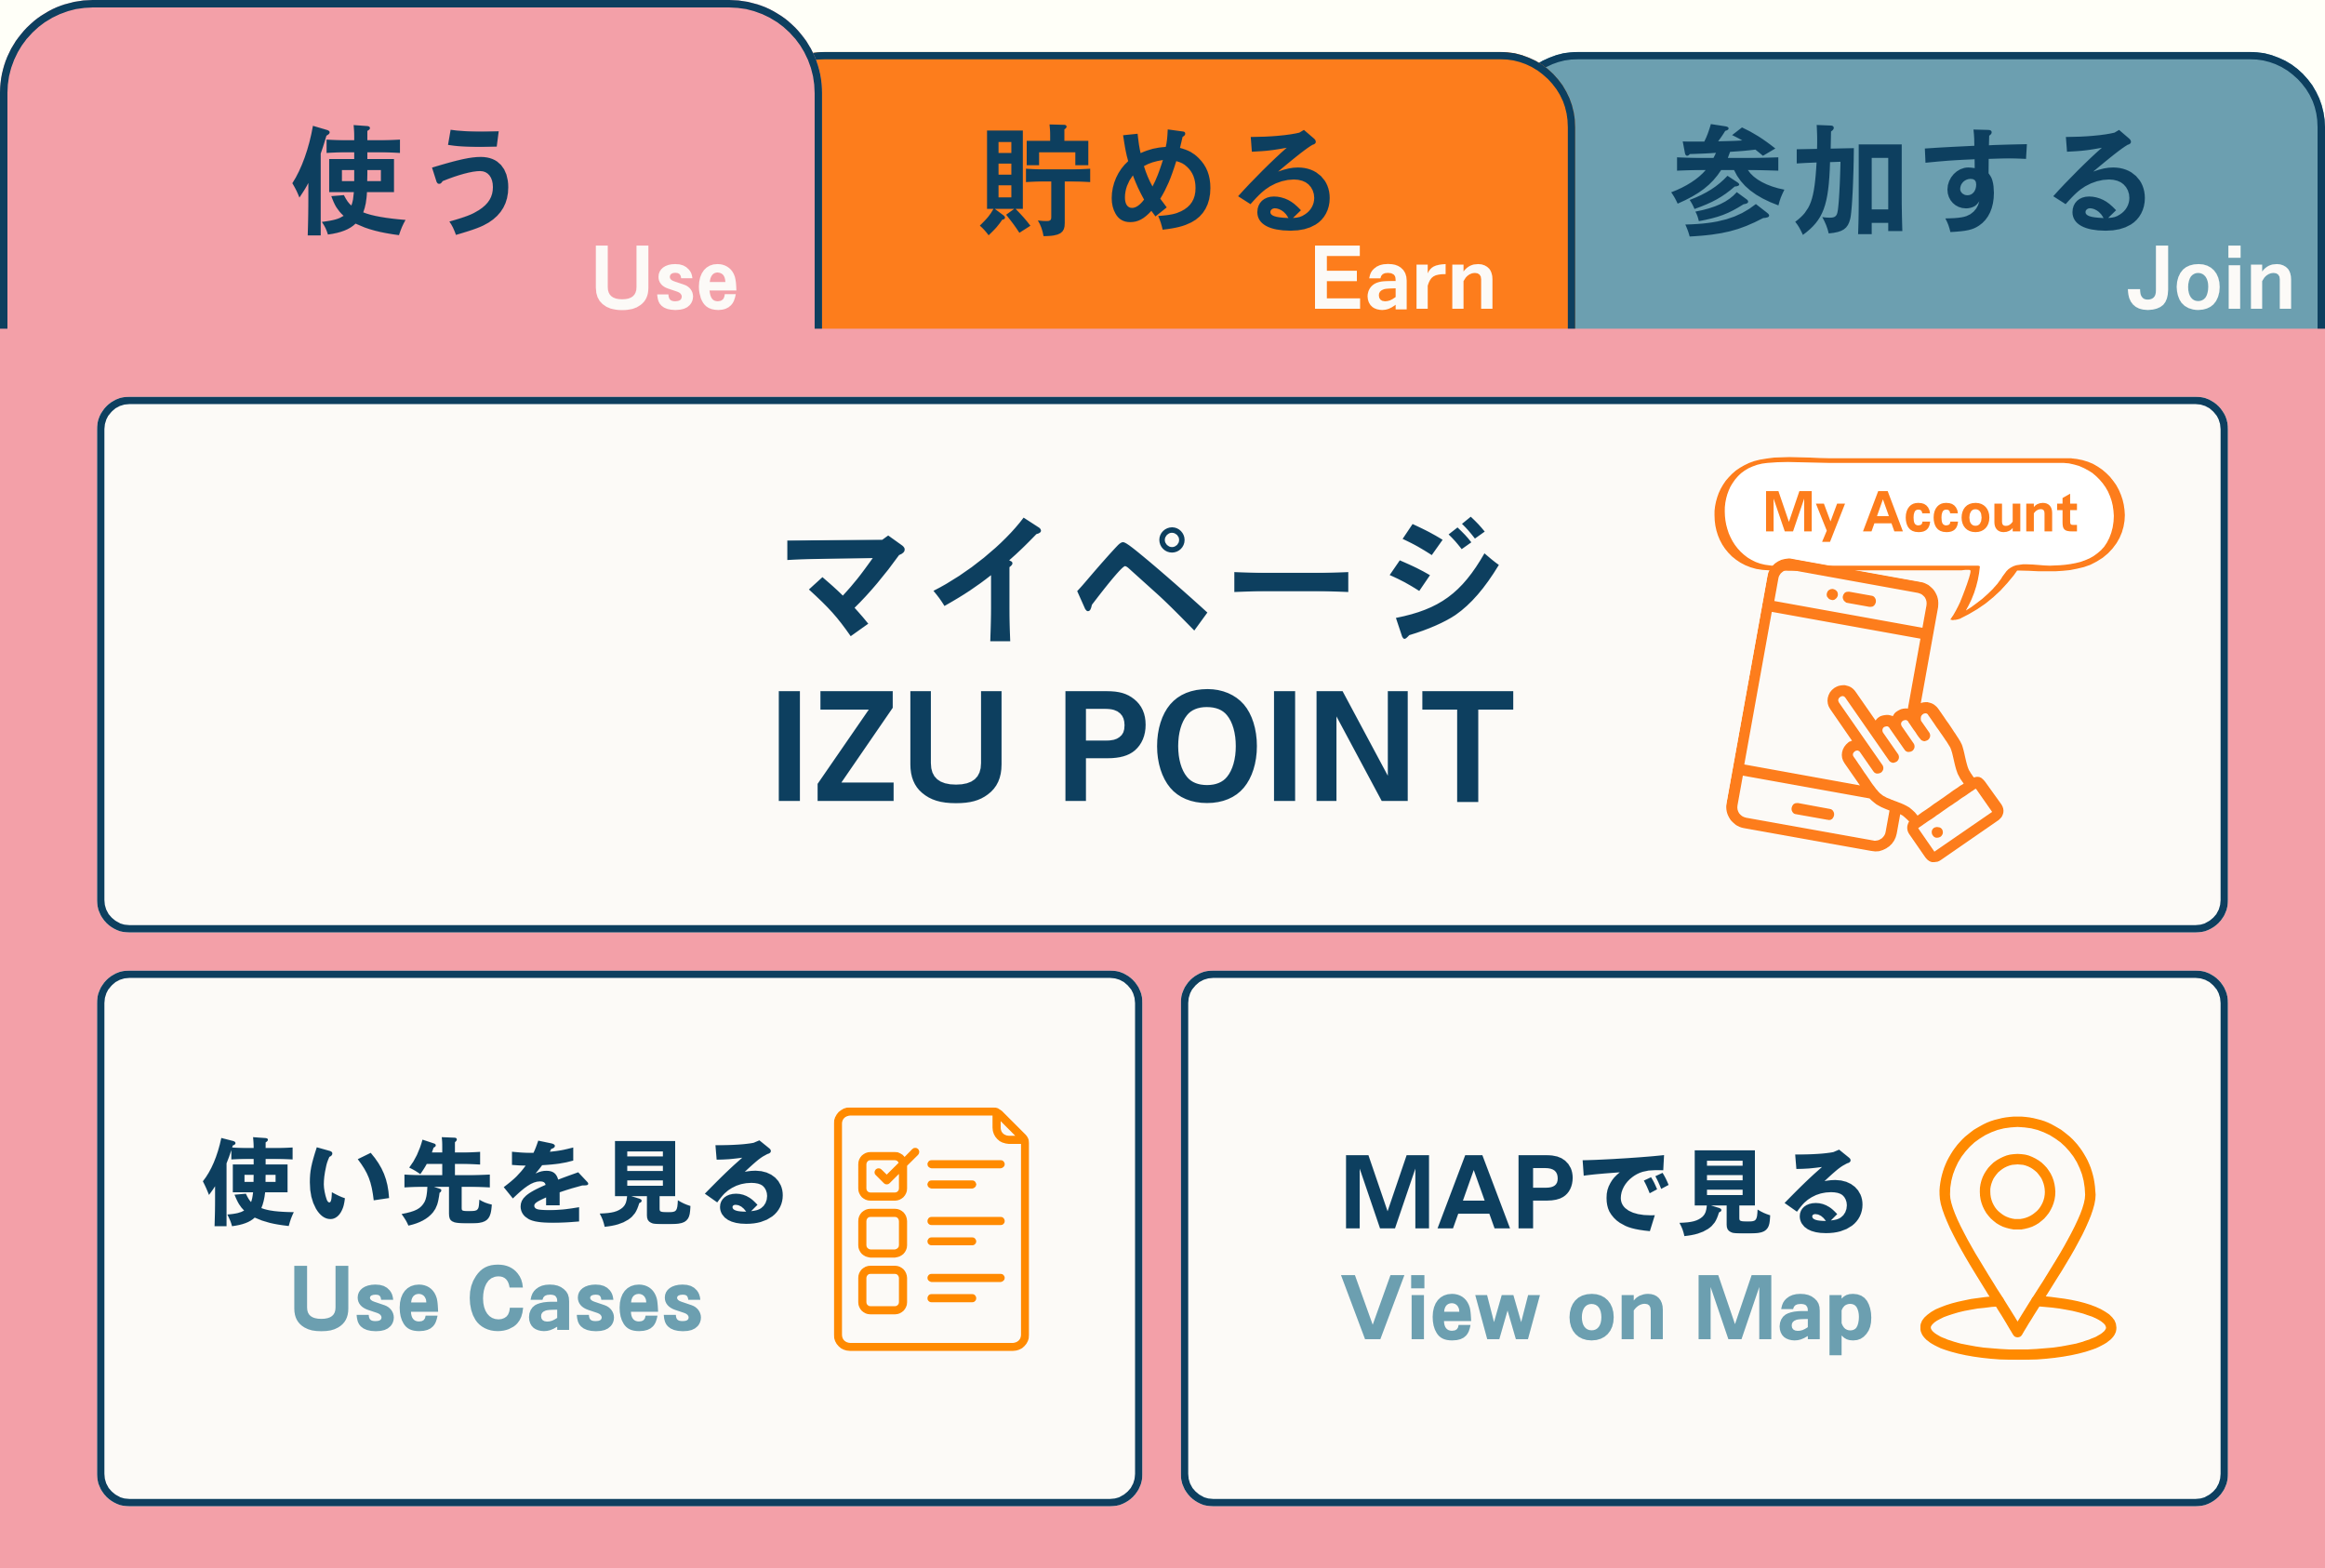 使う
Use
貯める
Earn
参加する
Join
My Account
マイページ
IZU POINT
使い先を見る
Use Cases
MAPで見る
View on Map